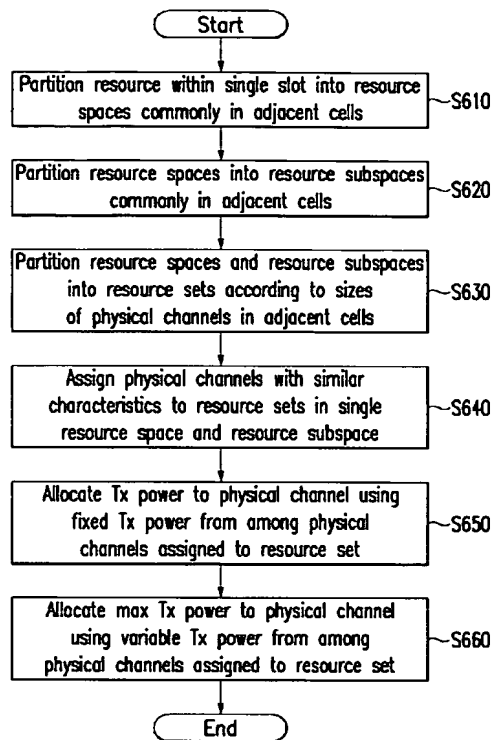 Start
Partition resource within single slot into resource
spaces commonly in adjacent cells
S610
Partition resource spaces into resource subspaces
commonly in adjacent cells
S620
Partition resource spaces and resource subspaces
into resource sets according to sizes
of physical channels in adjacent cells
S630
Assign physical channels with similar
characteristics to resource sets in single
resource space and resource subspace
S640
Allocate Tx power to physical channel using
fixed Tx power from among physical
channels assigned to resource set
S650
Allocate max Tx power to physical channel
using variable Tx power from among
physical channels assigned to resource set
S660
End